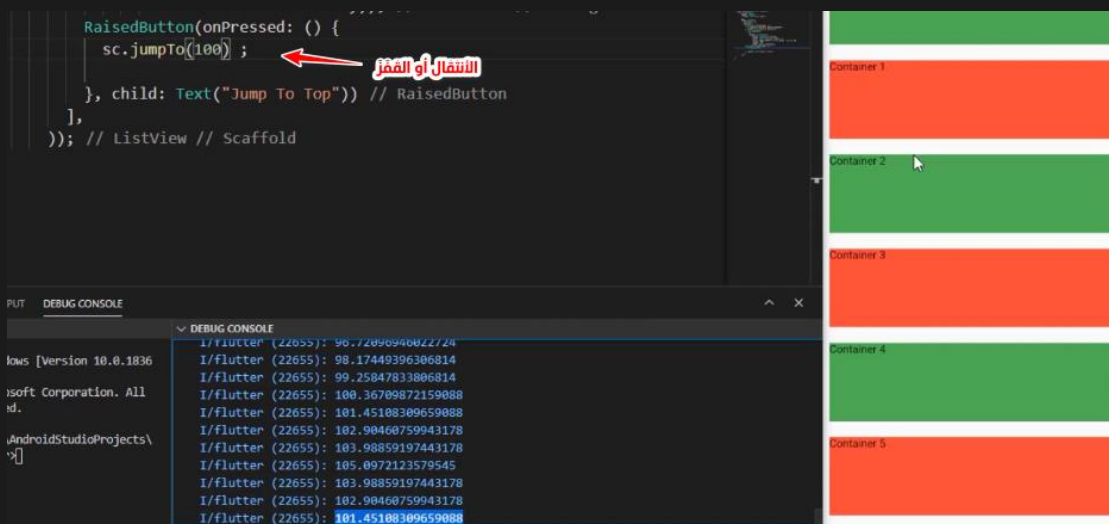 RaisedButton(onPressed: () {
sc.jumpTo(100) ;
الأنتقال أو القفز
}, child: Text("Jump To Top")) // RaisedButton
],
)); // ListView // Scaffold
PUT DEBUG CONSOLE
DEBUG CONSOLE
dows [Version 10.0.1836
osoft Corporation. All
ed.
\AndroidStudioProjects\
>
I/flutter (22655): 96.72096946022724
I/flutter (22655): 98.17449396306814
I/flutter (22655): 99.25847833806814
I/flutter (22655): 100.36709872159088
I/flutter (22655): 101.45108309659088
I/flutter (22655): 102.90460759943178
I/flutter (22655): 103.98859197443178
I/flutter (22655): 105.0972123579545
I/flutter (22655): 103.98859197443178
I/flutter (22655): 102.90460759943178
I/flutter (22655): 101.45108309659088
Container 1
Container 2
Container 3
Container 4
Container 5